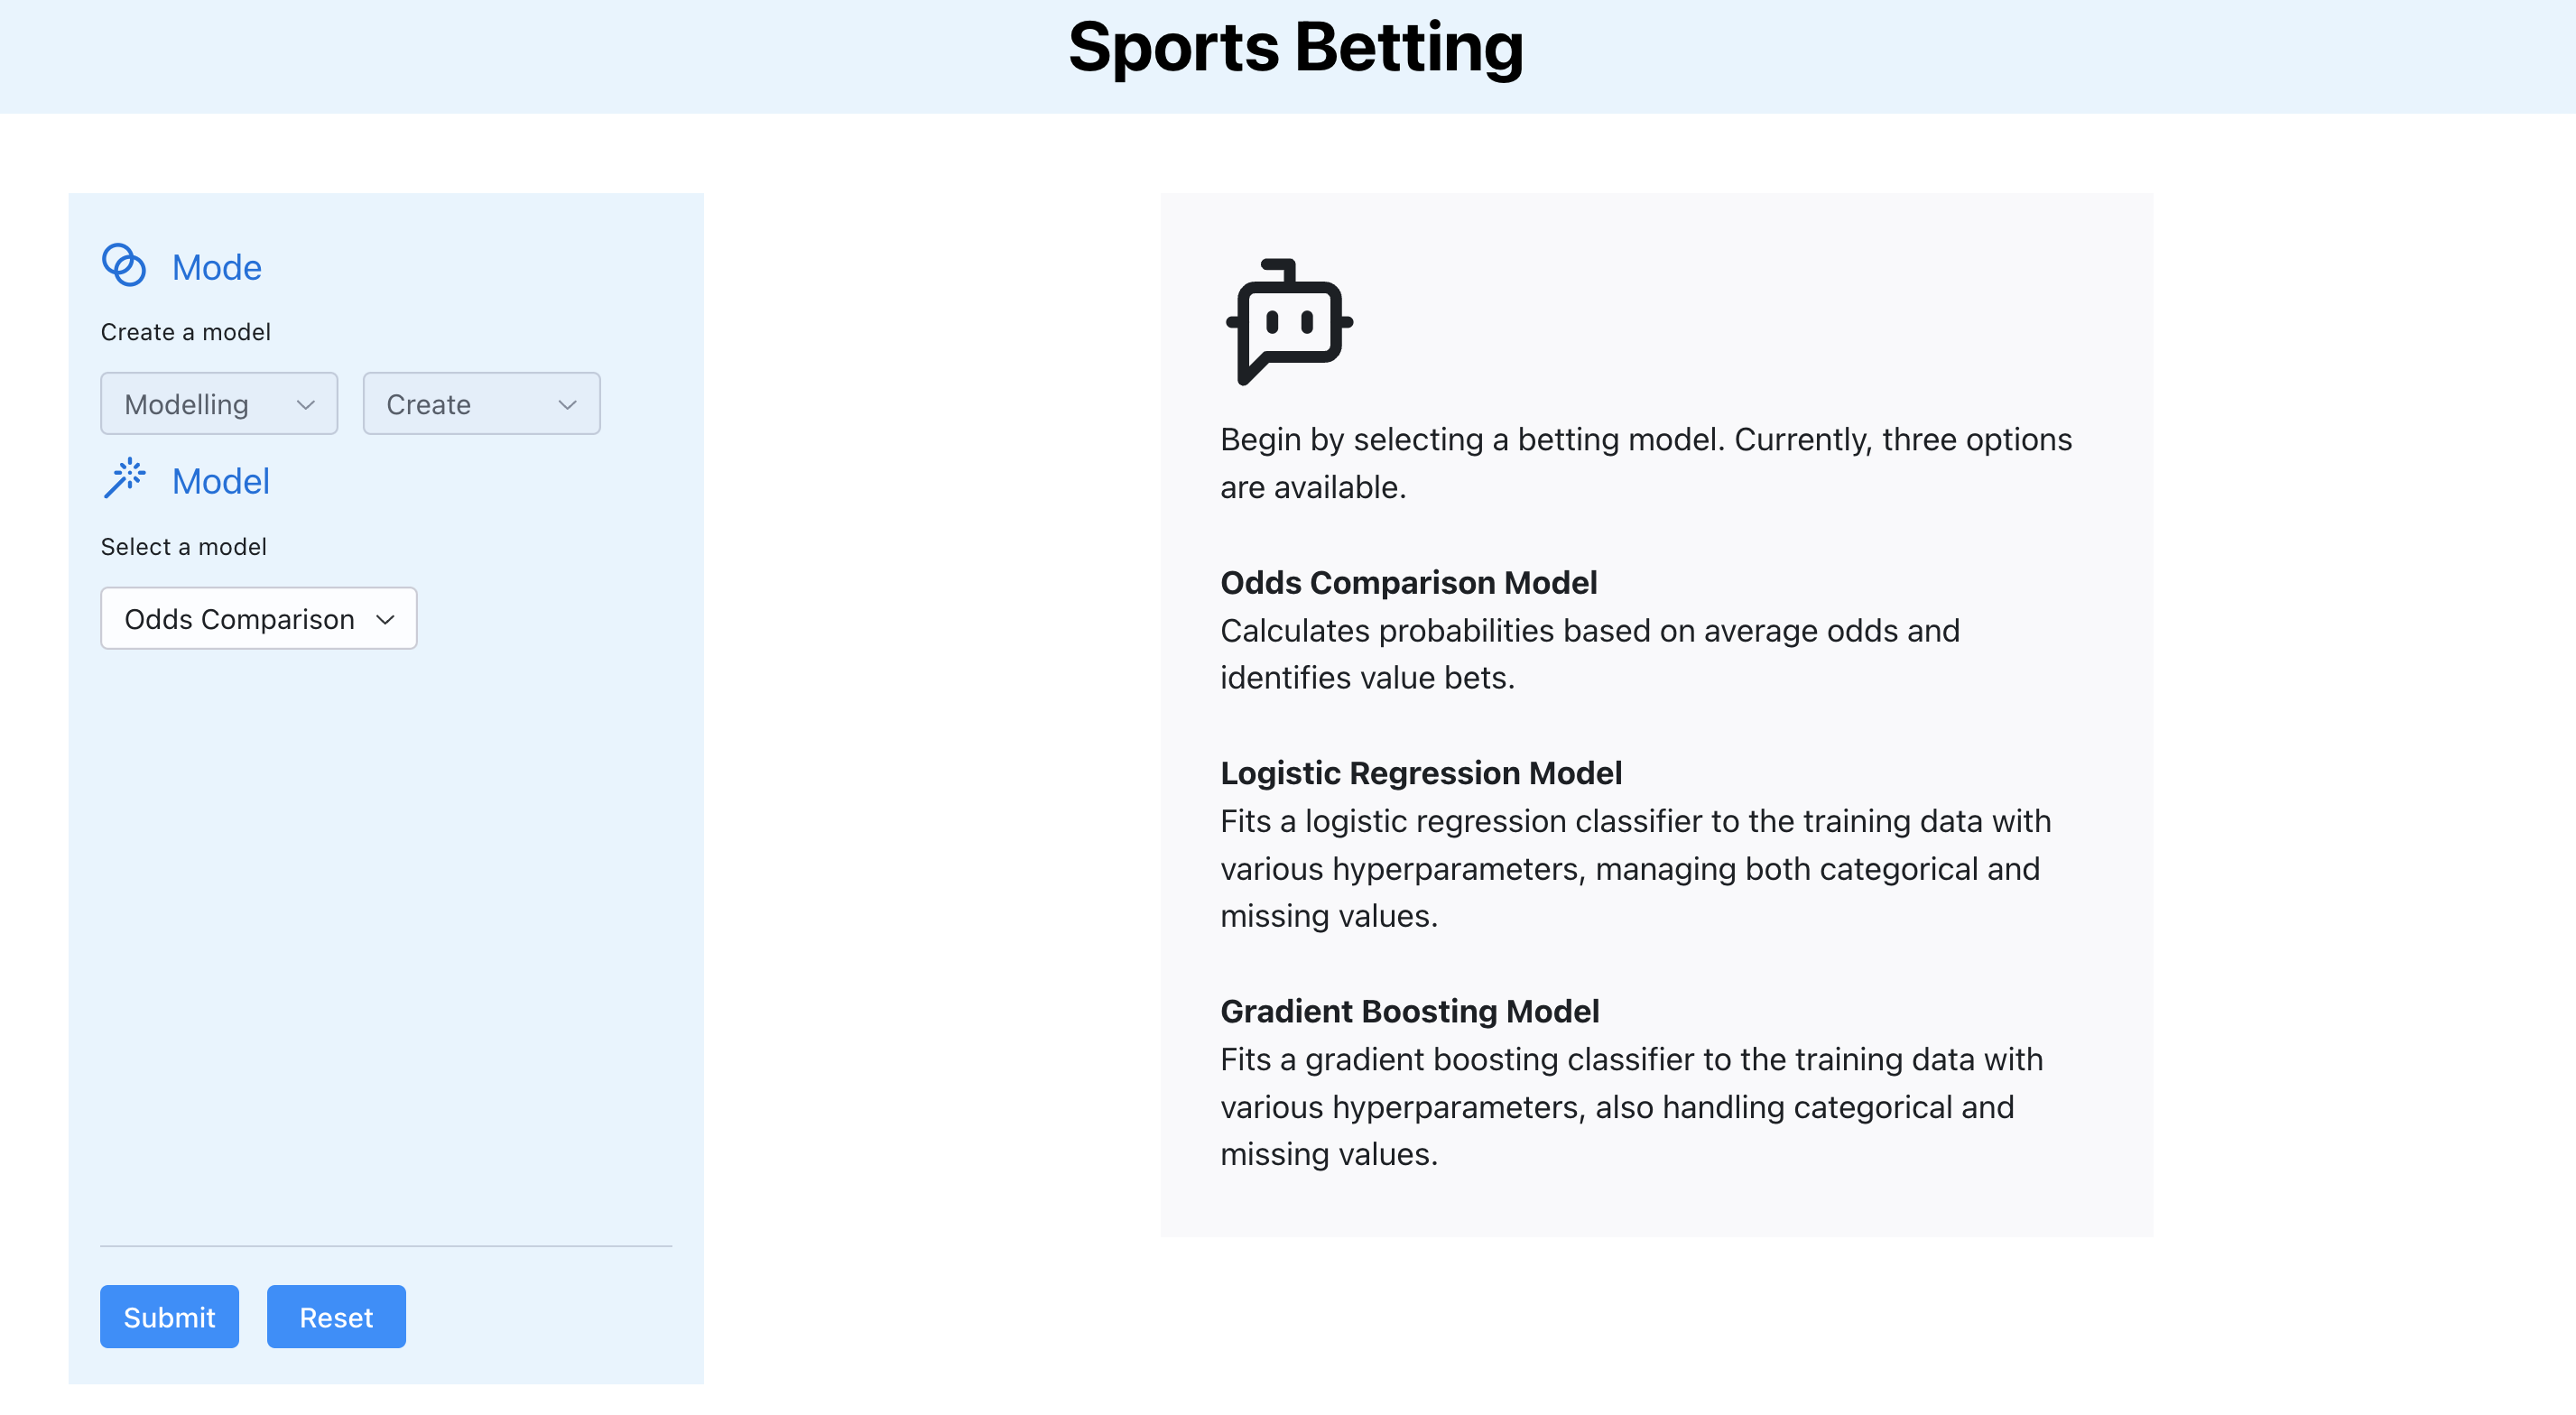 Sports Betting
Mode
Create a model
Modelling
Create
Model
Select a model
Odds Comparison
Submit
Reset
Begin by selecting a betting model. Currently, three options
are available.
Odds Comparison Model
Calculates probabilities based on average odds and
identifies value bets.
Logistic Regression Model
Fits a logistic regression classifier to the training data with
various hyperparameters, managing both categorical and
missing values.
Gradient Boosting Model
Fits a gradient boosting classifier to the training data with
various hyperparameters, also handling categorical and
missing values.